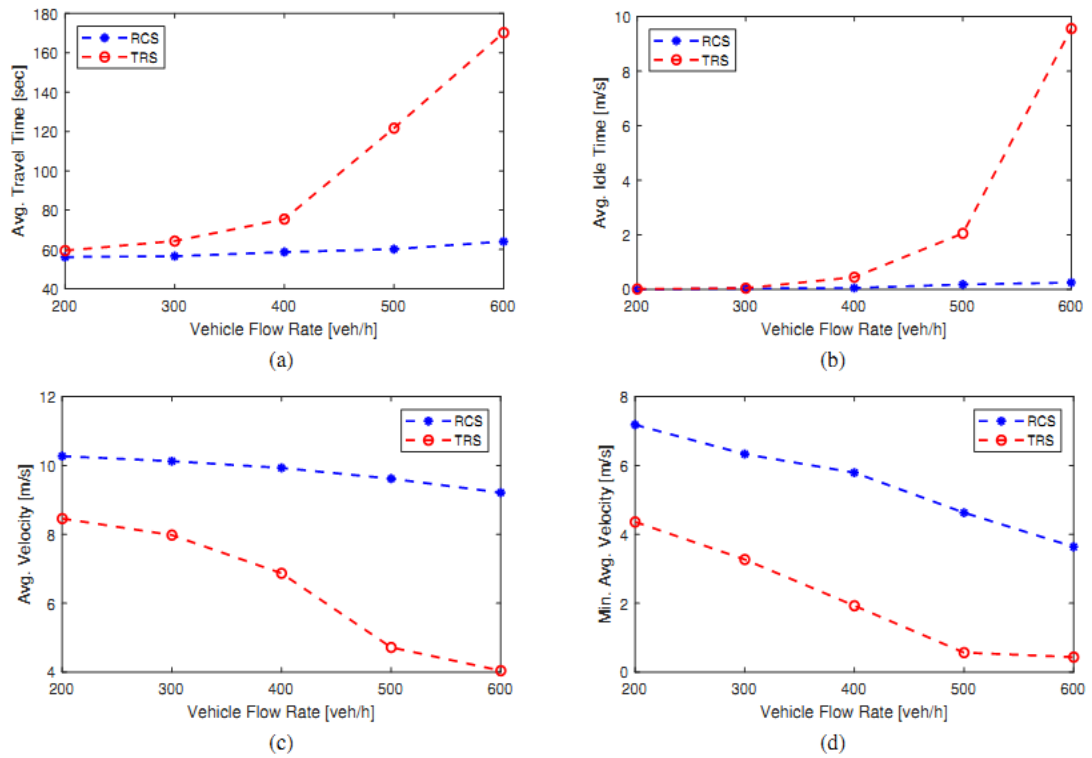 180
160
140
120
100
80
60
40
Avg. Travel Time [sec]
RCS
TRS
200 300 400 500 600
Vehicle Flow Rate [veh/h]
(a)
10
8
6
4
2
0
Avg. Idle Time [m/s]
RCS
TRS
200 300 400 500 600
Vehicle Flow Rate [veh/h]
(b)
12
10
8
6
4
Avg. Velocity [m/s]
RCS
TRS
200 300 400 500 600
Vehicle Flow Rate [veh/h]
(c)
8
6
4
2
0
Min. Avg. Velocity [m/s]
RCS
TRS
200 300 400 500 600
Vehicle Flow Rate [veh/h]
(d)